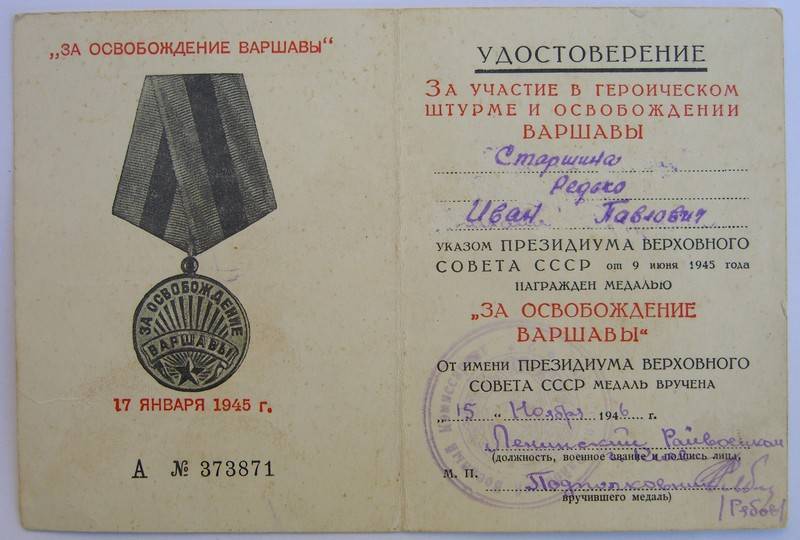 „ЗА ОСВОБОЖДЕНИЕ ВАРШАВЫ"
ЗА ОСВОБОЖДЕНИЕ
ВАРШАВЫ
17 ЯНВАРЯ 1945 г.
А № 373871
УДОСТОВЕРЕНИЕ
ЗА УЧАСТИЕ В ГЕРОИЧЕСКОМ
ШТУРМЕ И ОСВОБОЖДЕНИИ
ВАРШАВЫ
Старшина
Редько
Иван Павлович
УКАЗОМ ПРЕЗИДИУМА ВЕРХОВНОГО
СОВЕТА СССР от 9 июня 1945 года
НАГРАЖДЕН МЕДАЛЬЮ
„ЗА ОСВОБОЖДЕНИЕ
ВАРШАВЫ“
ОТ ИМЕНИ ПРЕЗИДИУМА ВЕРХОВНОГО
СОВЕТА СССР МЕДАЛЬ ВРУЧЕНА
„15 “ Ноября 1946 г.
Ленинский Райвоенком
(должность, военное звание и подпись лица,
М. П. Подполковник
вручившего медаль)
/Рябов/